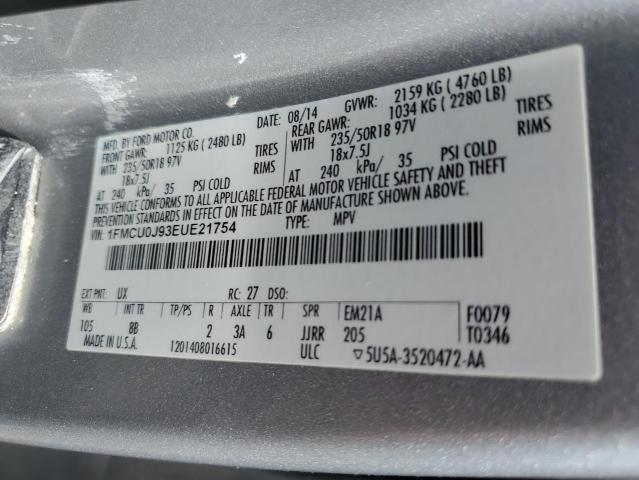 MFD. BY FORD MOTOR CO.
DATE: 08/14 GVWR: 2159 KG ( 4760 LB)
FRONT GAWR: 1125 KG ( 2480 LB)
REAR GAWR: 1034 KG ( 2280 LB)
WITH 235/50R18 97V TIRES
WITH 235/50R18 97V TIRES
18x7.5J RIMS
18x7.5J RIMS
AT 240 kPa/ 35 PSI COLD
AT 240 kPa/ 35 PSI COLD
THIS VEHICLE CONFORMS TO ALL APPLICABLE FEDERAL MOTOR VEHICLE SAFETY AND THEFT
PREVENTION STANDARDS IN EFFECT ON THE DATE OF MANUFACTURE SHOWN ABOVE.
VIN: 1FMCU0J93EUE21754 TYPE: MPV
EXT PNT: UX RC: 27 DSO:
WB INT TR TP/PS R AXLE TR SPR EM21A F0079
105 8B 2 3A 6 JJRR 205 T0346
MADE IN U.S.A. 1201408016615 ULC ▽5U5A-3520472-AA